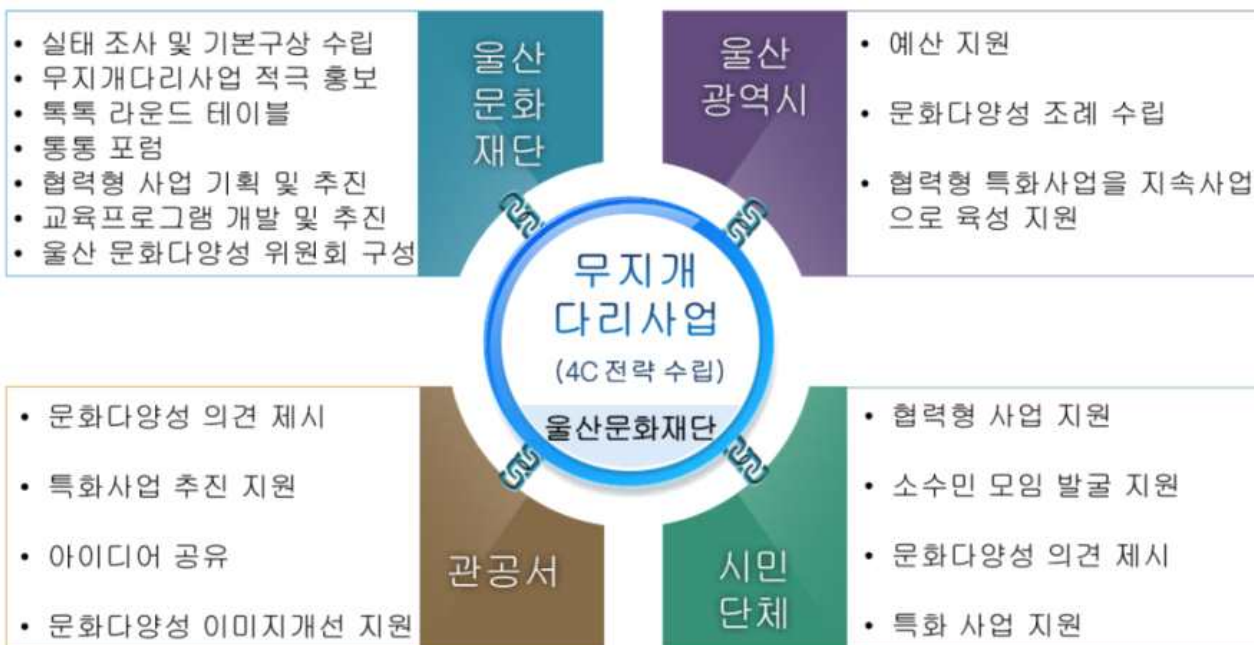 • 실태 조사 및 기본구상 수립
• 무지개다리사업 적극 홍보
• 톡톡 라운드 테이블
• 통통 포럼
• 협력형 사업 기획 및 추진
• 교육프로그램 개발 및 추진
• 울산 문화다양성 위원회 구성
울산
문화
재단
울산
광역시
• 예산 지원
• 문화다양성 조례 수립
• 협력형 특화사업을 지속사업
으로 육성 지원
무지개
다리사업
(4C 전략 수립)
울산문화재단
• 문화다양성 의견 제시
• 특화사업 추진 지원
• 아이디어 공유
• 문화다양성 이미지개선 지원
관공서
시민
단체
• 협력형 사업 지원
• 소수민 모임 발굴 지원
• 문화다양성 의견 제시
• 특화 사업 지원